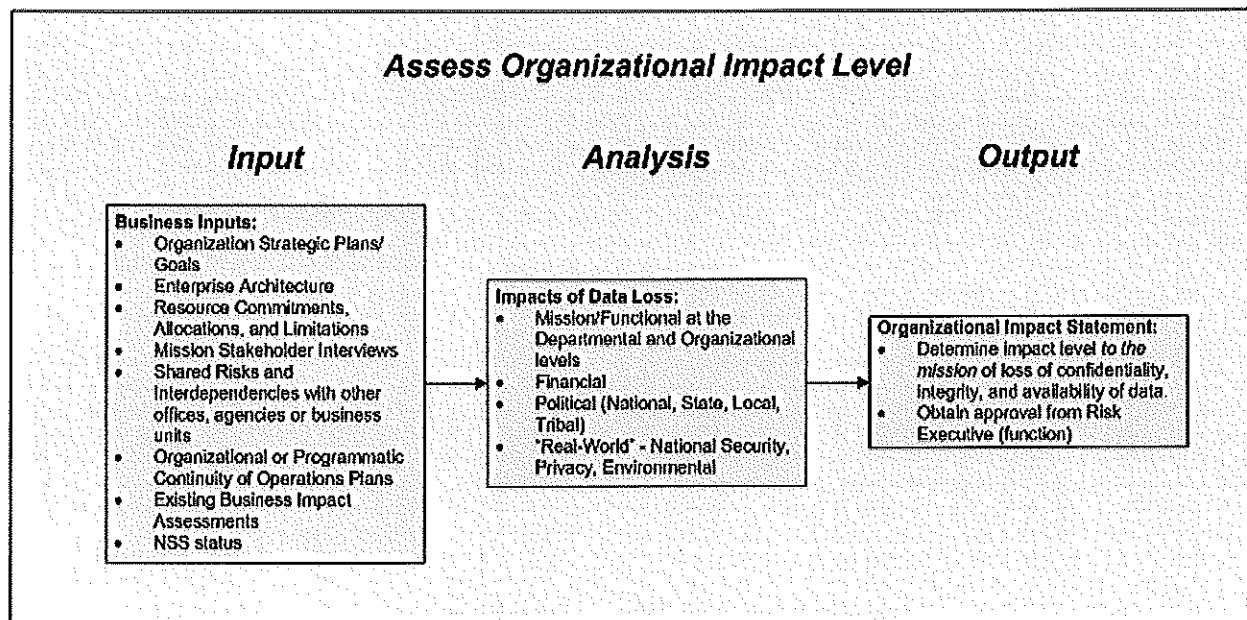 Assess Organizational Impact Level
Input
Analysis
Output
Business Inputs:
• Organization Strategic Plans/
Goals
• Enterprise Architecture
• Resource Commitments,
Allocations, and Limitations
• Mission Stakeholder Interviews
• Shared Risks and
Interdependencies with other
offices, agencies or business
units
• Organizational or Programmatic
Continuity of Operations Plans
• Existing Business Impact
Assessments
• NSS status
Impacts of Data Loss:
• Mission/Functional at the
Departmental and Organizational
levels
• Financial
• Political (National, State, Local,
Tribal)
• "Real-World" - National Security,
Privacy, Environmental
Organizational Impact Statement:
• Determine impact level to the
mission of loss of confidentiality,
integrity, and availability of data.
• Obtain approval from Risk
Executive (function)